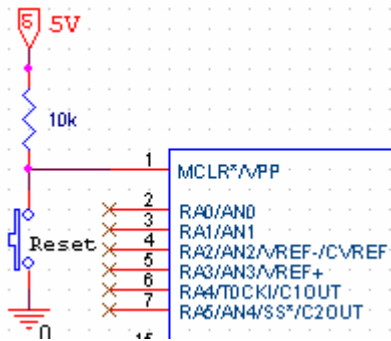 5 5V
10k
1 MCLR*/VPP
2 RA0/AN0
3 RA1/AN1
4 RA2/AN2/VREF-/CVREF
5 RA3/AN3/VREF+
6 RA4/T0CKI/C1OUT
7 RA5/AN4/SS*/C2OUT
Reset
0
15